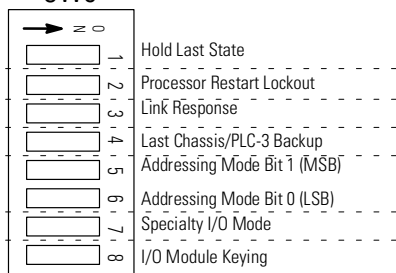 ON
1 Hold Last State
2 Processor Restart Lockout
3 Link Response
4 Last Chassis/PLC-3 Backup
5 Addressing Mode Bit 1 (MSB)
6 Addressing Mode Bit 0 (LSB)
7 Specialty I/O Mode
8 I/O Module Keying